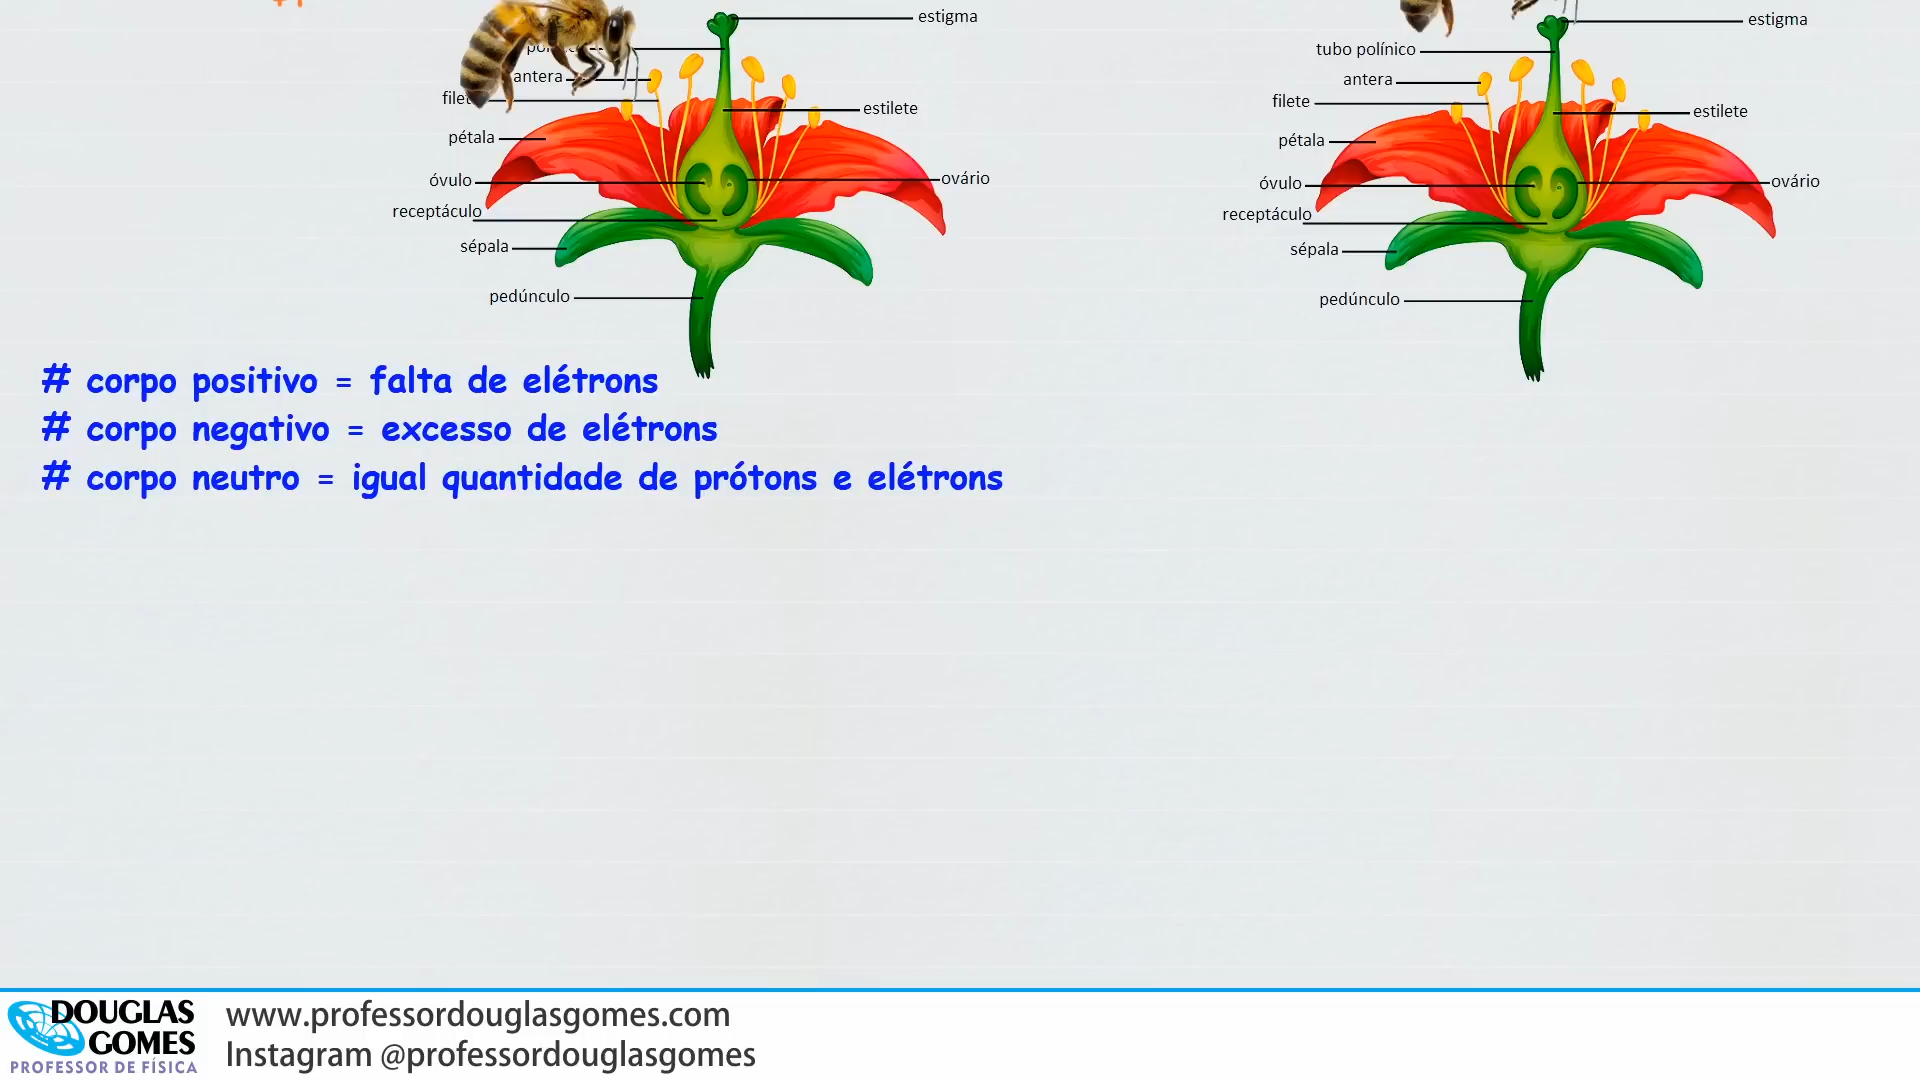 estigma
antera
filete
estilete
pétala
óvulo
ovário
receptáculo
sépala
pedúnculo
estigma
tubo polínico
antera
filete
estilete
pétala
óvulo
ovário
receptáculo
sépala
pedúnculo
# corpo positivo = falta de elétrons
# corpo negativo = excesso de elétrons
# corpo neutro = igual quantidade de prótons e elétrons
DOUGLAS
GOMES
PROFESSOR DE FÍSICA
www.professordouglasgomes.com
Instagram @professordouglasgomes